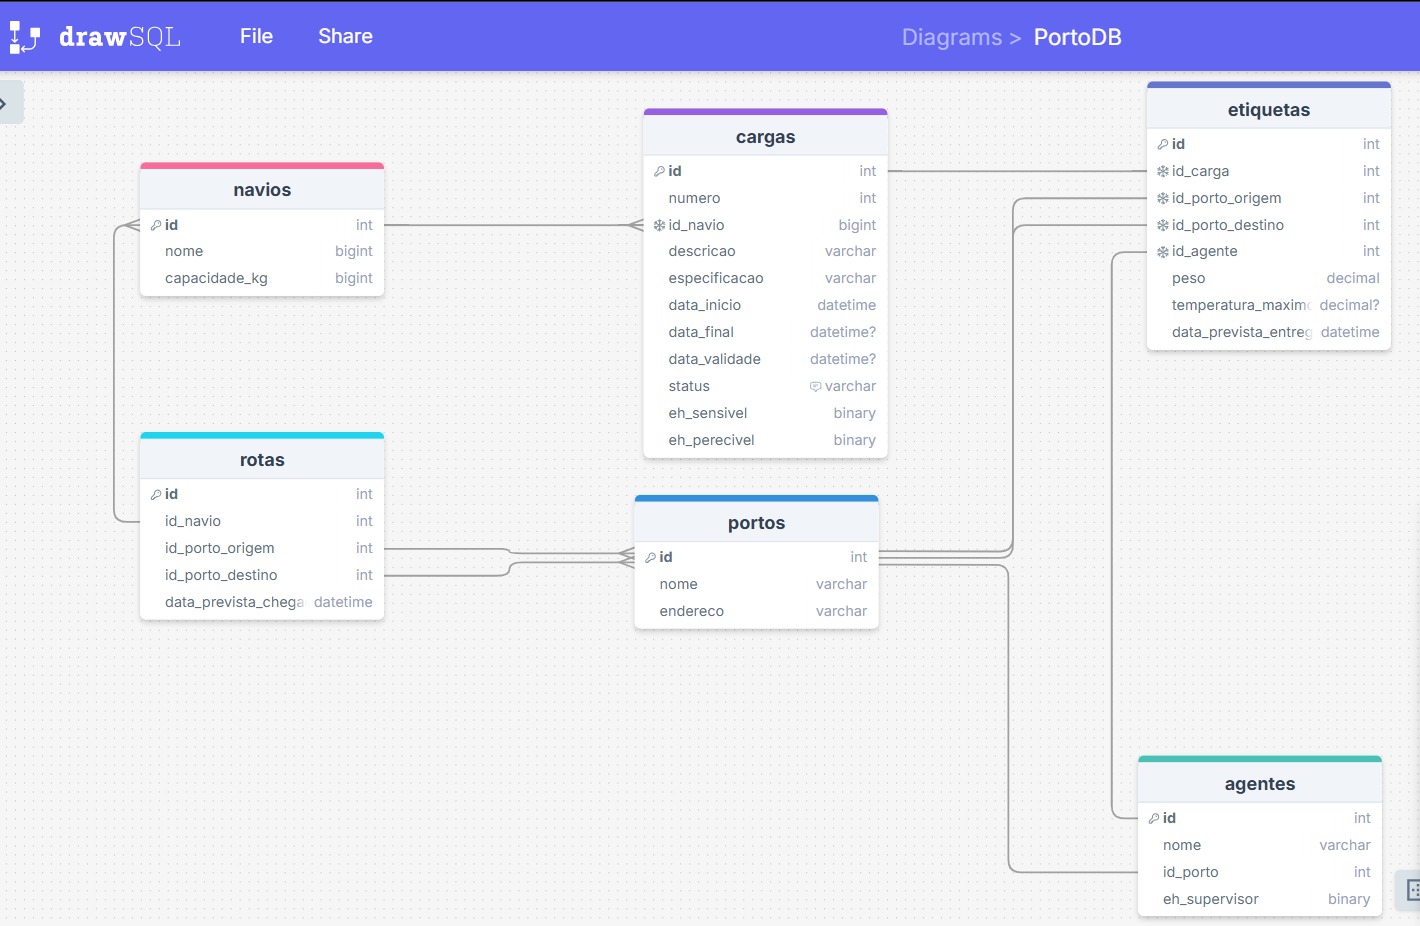 drawSQL File Share Diagrams > PortoDB
navios
id int
nome bigint
capacidade_kg bigint
cargas
id int
numero int
id_navio bigint
descricao varchar
especificacao varchar
data_inicio datetime
data_final datetime?
data_validade datetime?
status varchar
eh_sensivel binary
eh_perecivel binary
etiquetas
id int
id_carga int
id_porto_origem int
id_porto_destino int
id_agente int
peso decimal
temperatura_maxim decimal?
data_prevista_entreg datetime
rotas
id int
id_navio int
id_porto_origem int
id_porto_destino int
data_prevista_chega datetime
portos
id int
nome varchar
endereco varchar
agentes
id int
nome varchar
id_porto int
eh_supervisor binary